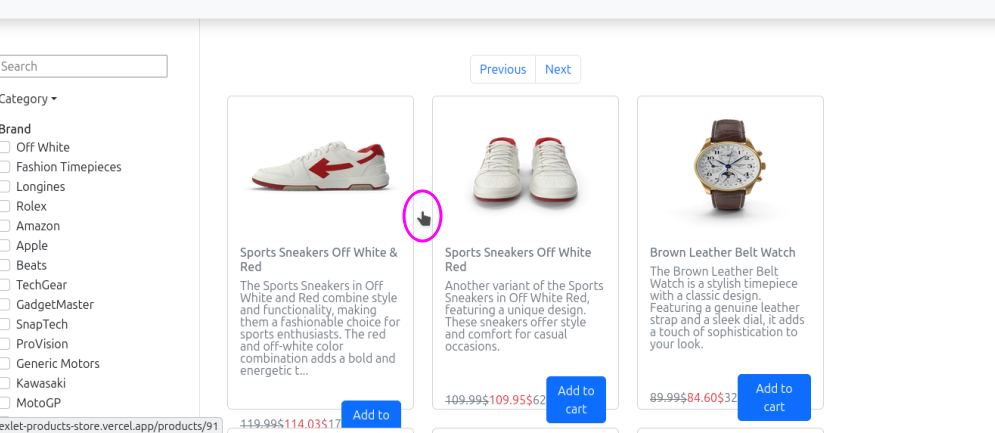 Search
Category
Brand
Off White
Fashion Timepieces
Longines
Rolex
Amazon
Apple
Beats
TechGear
GadgetMaster
SnapTech
ProVision
Generic Motors
Kawasaki
MotoGP
exlet-products-store.vercel.app/products/91
Previous Next
Sports Sneakers Off White &
Red
The Sports Sneakers in Off
White and Red combine style
and functionality, making
them a fashionable choice for
sports enthusiasts. The red
and off-white color
combination adds a bold and
energetic t...
119.99$114.03$17
Add to
Sports Sneakers Off White
Red
Another variant of the Sports
Sneakers in Off White Red,
featuring a unique design.
These sneakers offer style
and comfort for casual
occasions.
109.99$109.95$62
Add to
cart
Brown Leather Belt Watch
The Brown Leather Belt
Watch is a stylish timepiece
with a classic design.
Featuring a genuine leather
strap and a sleek dial, it adds
a touch of sophistication to
your look.
89.99$84.60$32
Add to
cart